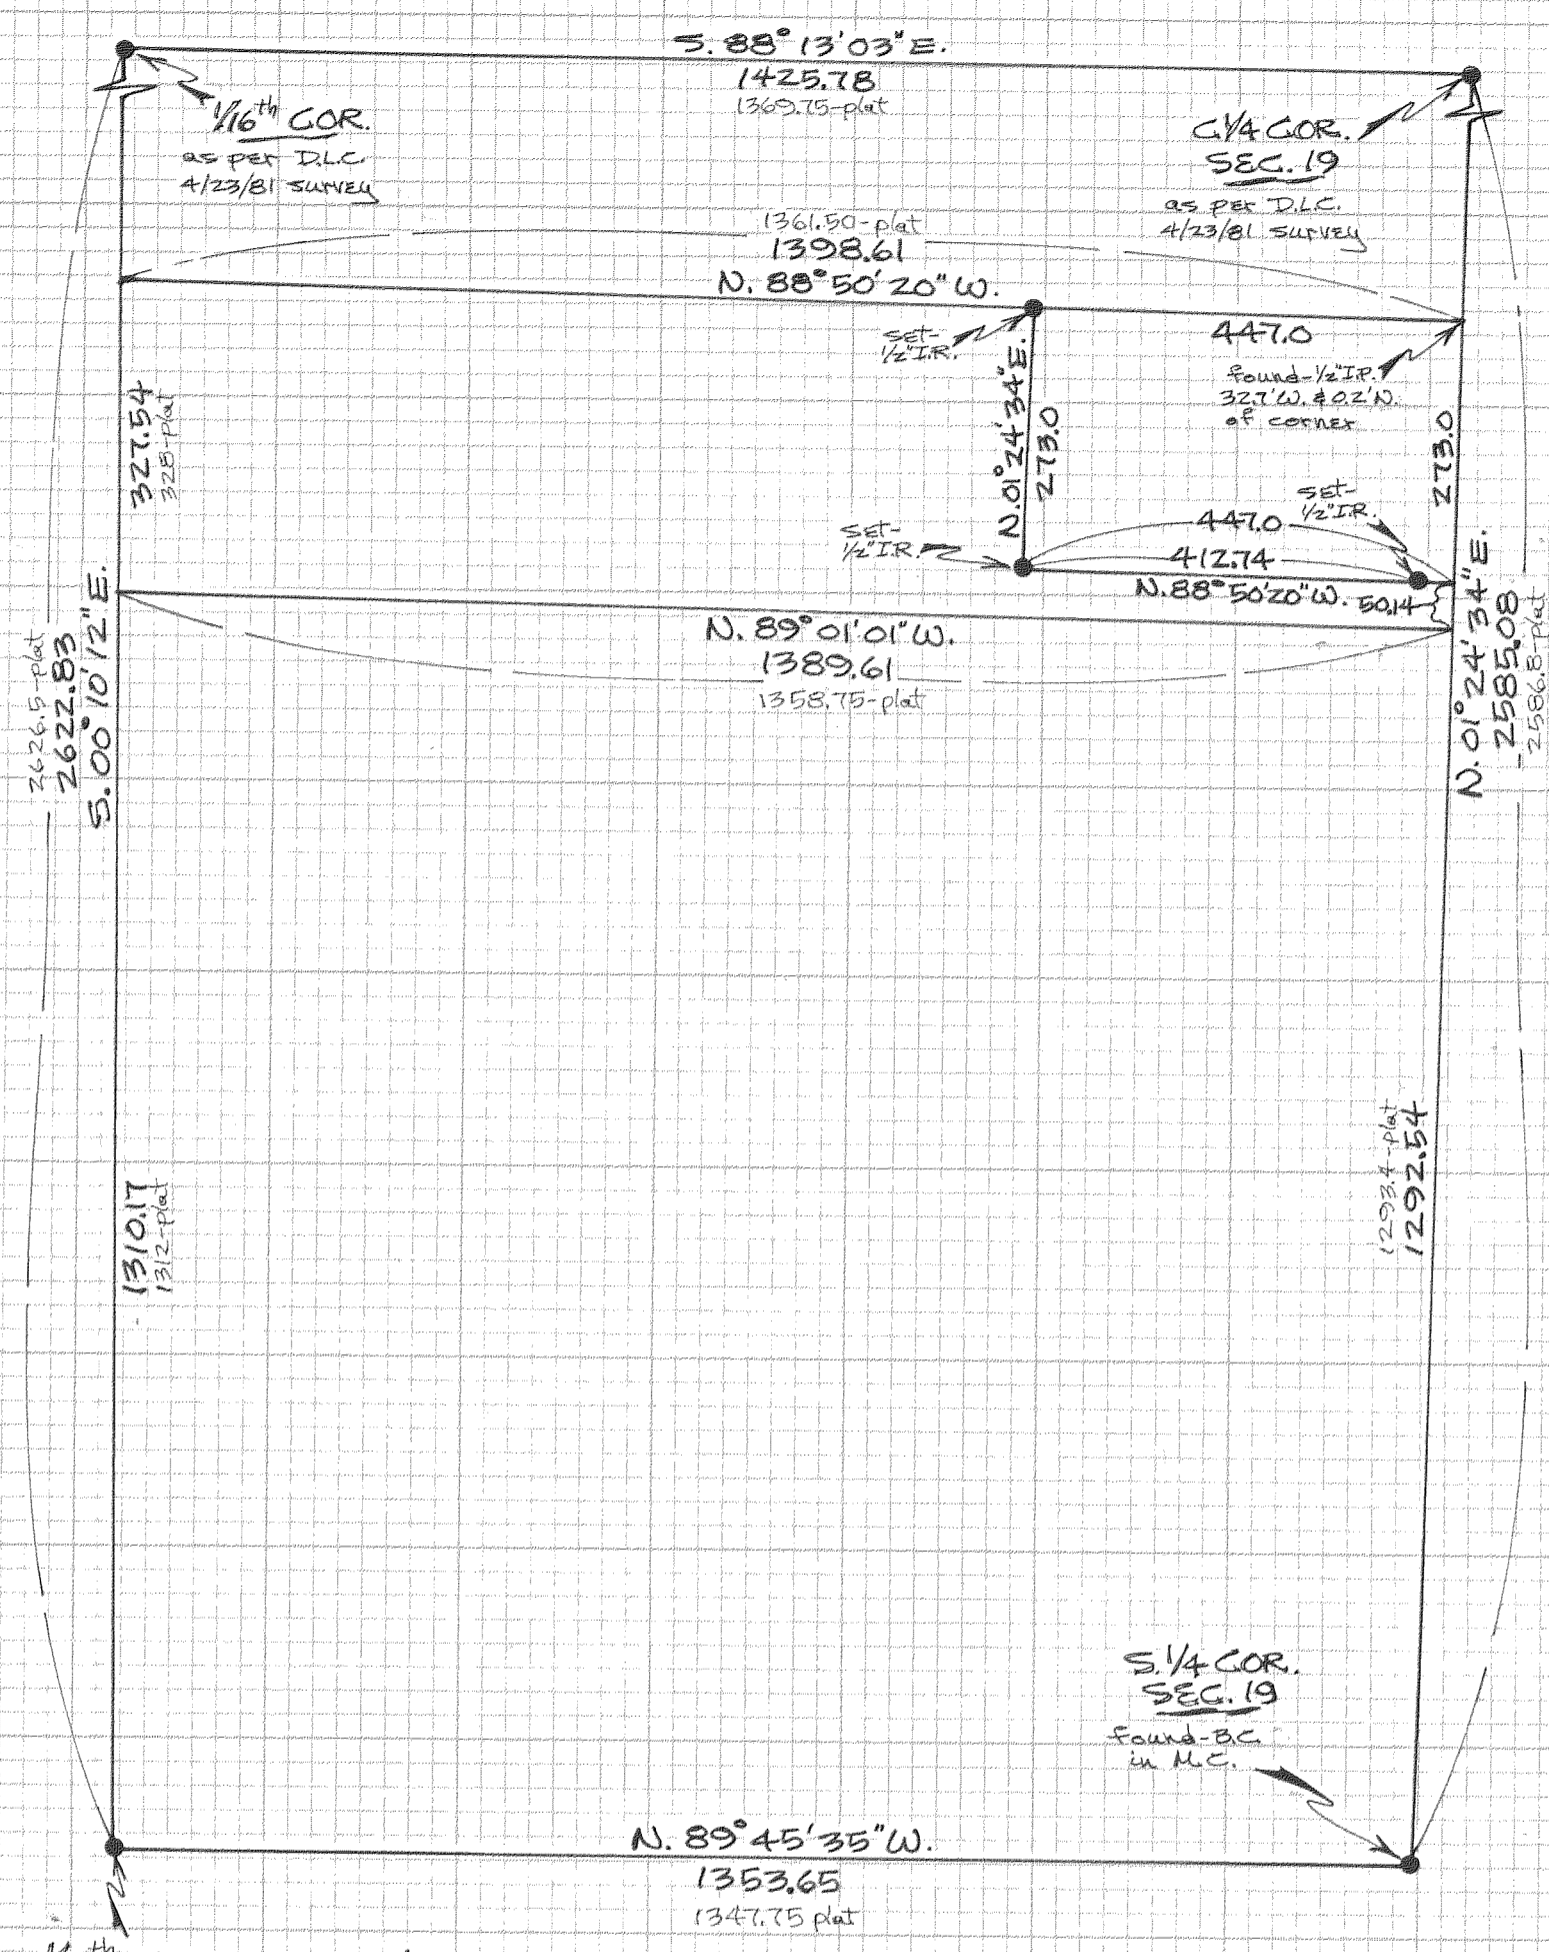 S. 88° 13' 03" E.
1425.78
1369.75-plat
1/16th COR.
as per D.L.C.
4/23/81 survey
C 1/4 COR.
SEC. 19
as per D.L.C.
4/23/81 survey
1361.50-plat
1398.61
N. 88° 50' 20" W.
set-
1/2" I.R.
447.0
found-1/2" I.P.
32.7' W. & 0.2' N.
of corner
327.54
328-plat
N. 01° 24' 34" E.
273.0
273.0
set-
1/2" I.R.
447.0
set-
1/2" I.R.
412.74
N. 88° 50' 20" W.
50.14
N. 89° 01' 01" W.
1389.61
1358.75-plat
2626.5-plat
2622.83
S. 00° 10' 12" E.
N. 01° 24' 34" E.
2585.08
2586.8-plat
1310.17
1312-plat
1293.4-plat
1292.54
S. 1/4 COR.
SEC. 19
found-B.C.
in M.C.
N. 89° 45' 35" W.
1353.65
1347.75 plat